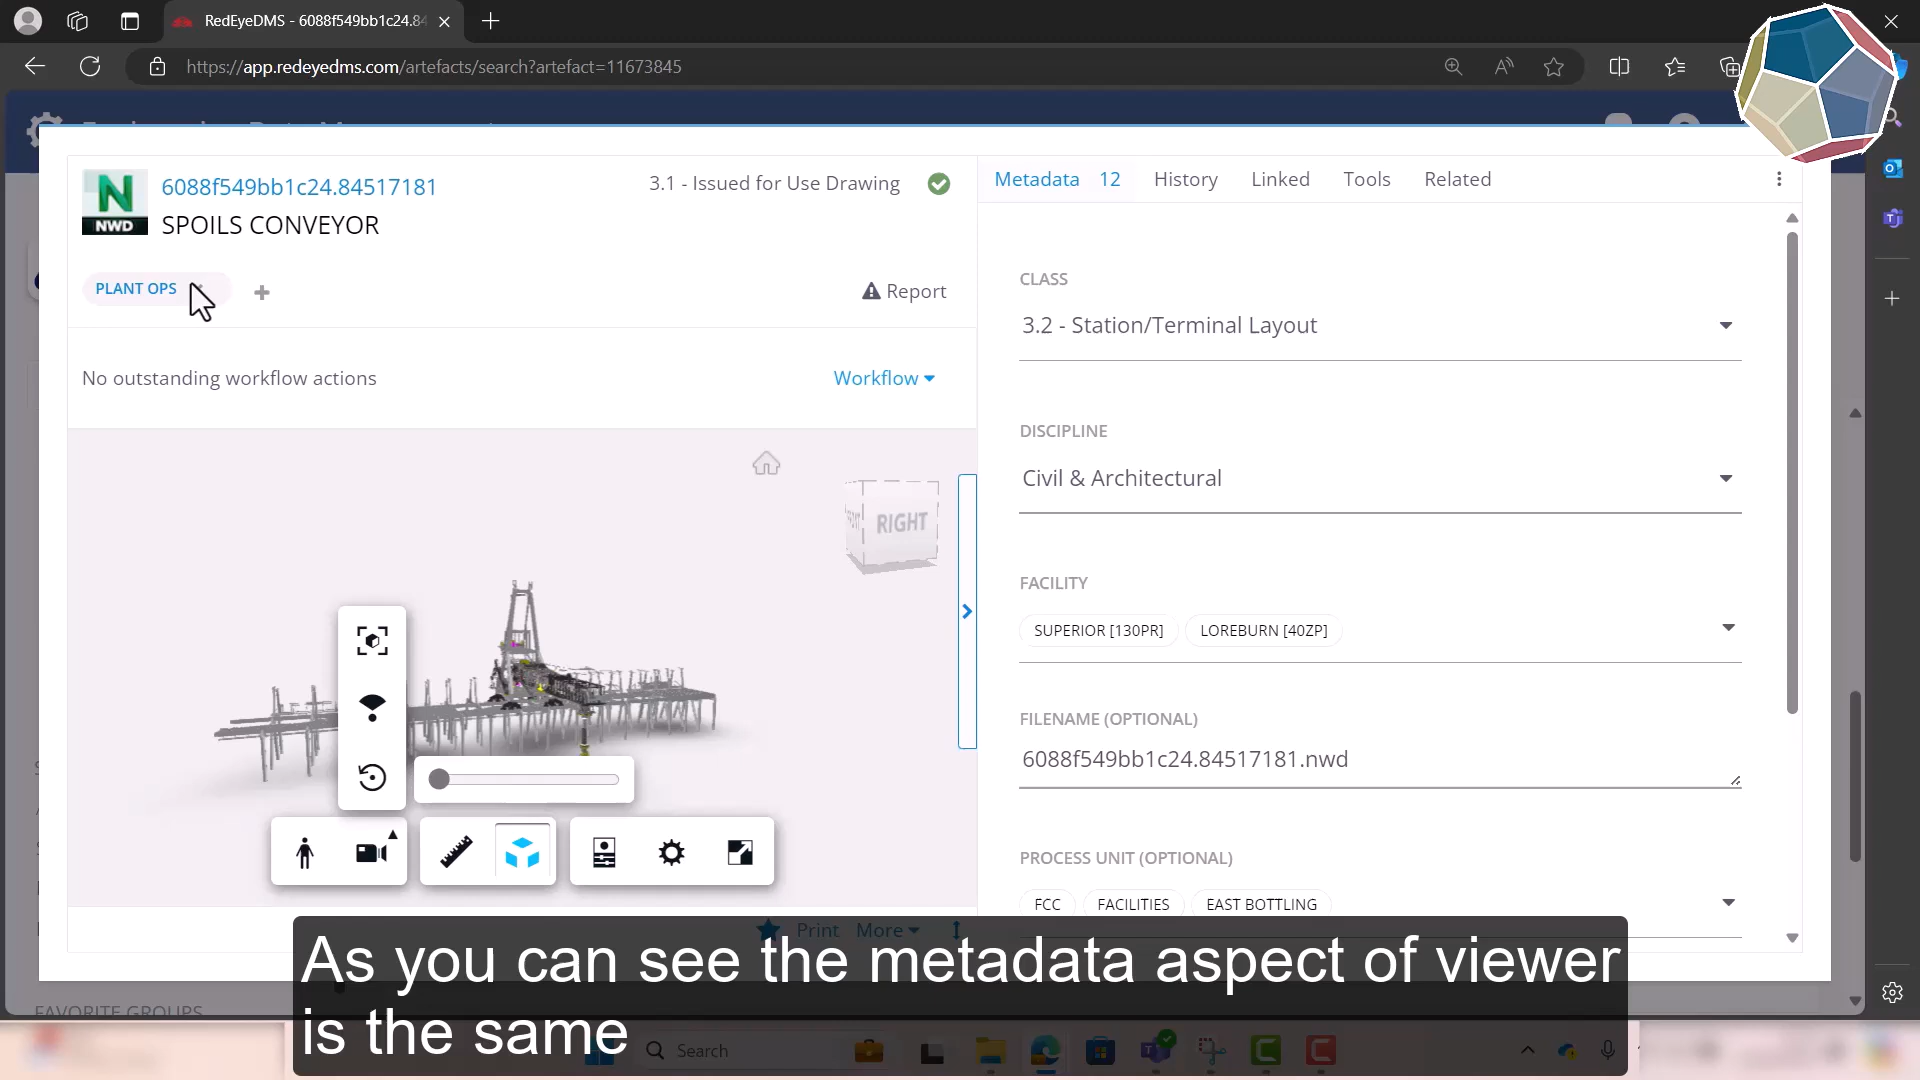 RedEyeDMS - 6088f549bb1c24.84
https://app.redeyedms.com/artefacts/search?artefact=11673845
N
NWD
6088f549bb1c24.84517181
SPOILS CONVEYOR
3.1 - Issued for Use Drawing
PLANT OPS
Report
No outstanding workflow actions
Workflow
RIGHT
Print More
Metadata 12 History Linked Tools Related
CLASS
3.2 - Station/Terminal Layout
DISCIPLINE
Civil & Architectural
FACILITY
SUPERIOR [130PR] LOREBURN [40ZP]
FILENAME (OPTIONAL)
6088f549bb1c24.84517181.nwd
PROCESS UNIT (OPTIONAL)
FCC FACILITIES EAST BOTTLING
FAVORITE GROUPS
As you can see the metadata aspect of viewer
is the same
Search